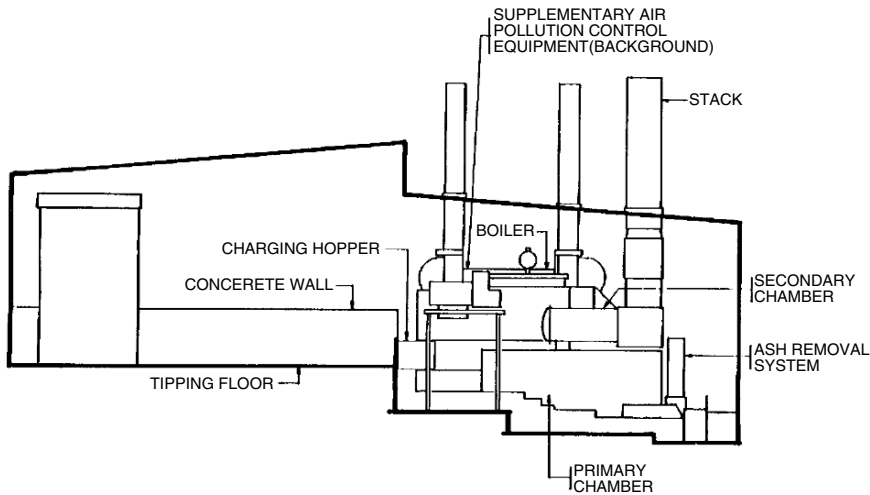 SUPPLEMENTARY AIR
POLLUTION CONTROL
EQUIPMENT(BACKGROUND)
STACK
BOILER
CHARGING HOPPER
CONCERETE WALL
SECONDARY
CHAMBER
ASH REMOVAL
SYSTEM
TIPPING FLOOR
PRIMARY
CHAMBER